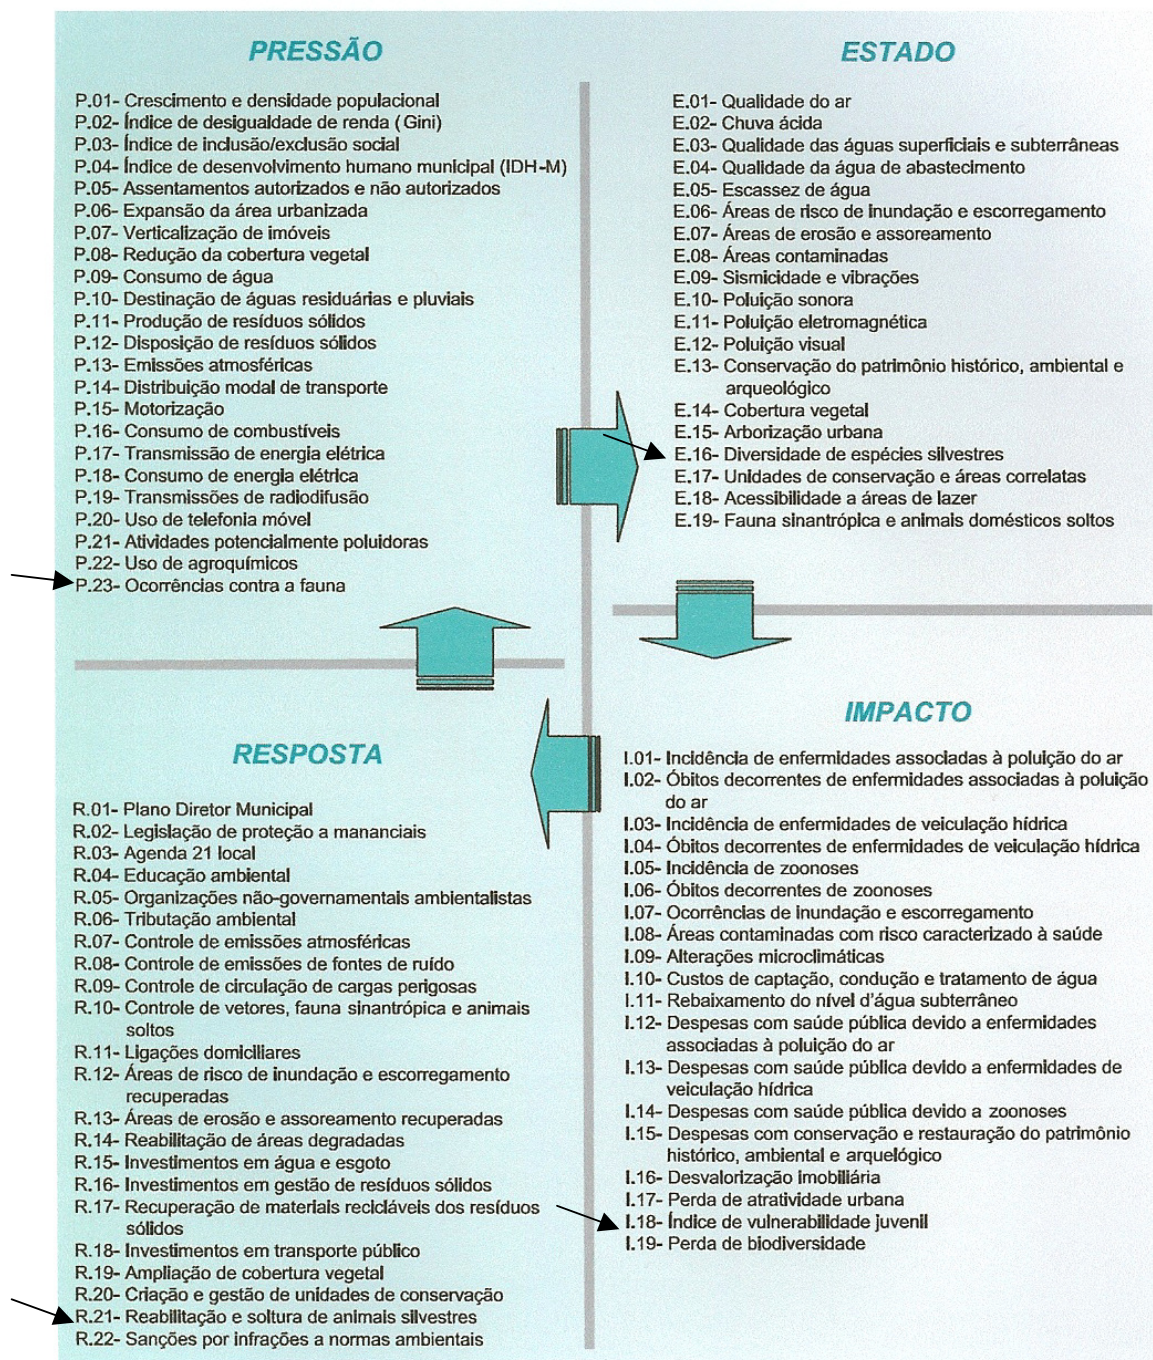 PRESSÃO
P.01- Crescimento e densidade populacional
P.02- Índice de desigualdade de renda (Gini)
P.03- Índice de inclusão/exclusão social
P.04- Índice de desenvolvimento humano municipal (IDH-M)
P.05- Assentamentos autorizados e não autorizados
P.06- Expansão da área urbanizada
P.07- Verticalização de imóveis
P.08- Redução da cobertura vegetal
P.09- Consumo de água
P.10- Destinação de águas residuárias e pluviais
P.11- Produção de resíduos sólidos
P.12- Disposição de resíduos sólidos
P.13- Emissões atmosféricas
P.14- Distribuição modal de transporte
P.15- Motorização
P.16- Consumo de combustíveis
P.17- Transmissão de energia elétrica
P.18- Consumo de energia elétrica
P.19- Transmissões de radiodifusão
P.20- Uso de telefonia móvel
P.21- Atividades potencialmente poluidoras
P.22- Uso de agroquímicos
P.23- Ocorrências contra a fauna
ESTADO
E.01- Qualidade do ar
E.02- Chuva ácida
E.03- Qualidade das águas superficiais e subterrâneas
E.04- Qualidade da água de abastecimento
E.05- Escassez de água
E.06- Áreas de risco de inundação e escorregamento
E.07- Áreas de erosão e assoreamento
E.08- Áreas contaminadas
E.09- Sismicidade e vibrações
E.10- Poluição sonora
E.11- Poluição eletromagnética
E.12- Poluição visual
E.13- Conservação do patrimônio histórico, ambiental e
arqueológico
E.14- Cobertura vegetal
E.15- Arborização urbana
E.16- Diversidade de espécies silvestres
E.17- Unidades de conservação e áreas correlatas
E.18- Acessibilidade a áreas de lazer
E.19- Fauna sinantrópica e animais domésticos soltos
IMPACTO
I.01- Incidência de enfermidades associadas à poluição do ar
I.02- Óbitos decorrentes de enfermidades associadas à poluição
do ar
I.03- Incidência de enfermidades de veiculação hídrica
I.04- Óbitos decorrentes de enfermidades de veiculação hídrica
I.05- Incidência de zoonoses
I.06- Óbitos decorrentes de zoonoses
I.07- Ocorrências de inundação e escorregamento
I.08- Áreas contaminadas com risco caracterizado à saúde
I.09- Alterações microclimáticas
I.10- Custos de captação, condução e tratamento de água
I.11- Rebaixamento do nível d'água subterrâneo
I.12- Despesas com saúde pública devido a enfermidades
associadas à poluição do ar
I.13- Despesas com saúde pública devido a enfermidades de
veiculação hídrica
I.14- Despesas com saúde pública devido a zoonoses
I.15- Despesas com conservação e restauração do patrimônio
histórico, ambiental e arquelógico
I.16- Desvalorização imobiliária
I.17- Perda de atratividade urbana
I.18- Índice de vulnerabilidade juvenil
I.19- Perda de biodiversidade
RESPOSTA
R.01- Plano Diretor Municipal
R.02- Legislação de proteção a mananciais
R.03- Agenda 21 local
R.04- Educação ambiental
R.05- Organizações não-governamentais ambientalistas
R.06- Tributação ambiental
R.07- Controle de emissões atmosféricas
R.08- Controle de emissões de fontes de ruído
R.09- Controle de circulação de cargas perigosas
R.10- Controle de vetores, fauna sinantrópica e animais
soltos
R.11- Ligações domiciliares
R.12- Áreas de risco de inundação e escorregamento
recuperadas
R.13- Áreas de erosão e assoreamento recuperadas
R.14- Reabilitação de áreas degradadas
R.15- Investimentos em água e esgoto
R.16- Investimentos em gestão de resíduos sólidos
R.17- Recuperação de materiais recicláveis dos resíduos
sólidos
R.18- Investimentos em transporte público
R.19- Ampliação de cobertura vegetal
R.20- Criação e gestão de unidades de conservação
R.21- Reabilitação e soltura de animais silvestres
R.22- Sanções por infrações a normas ambientais